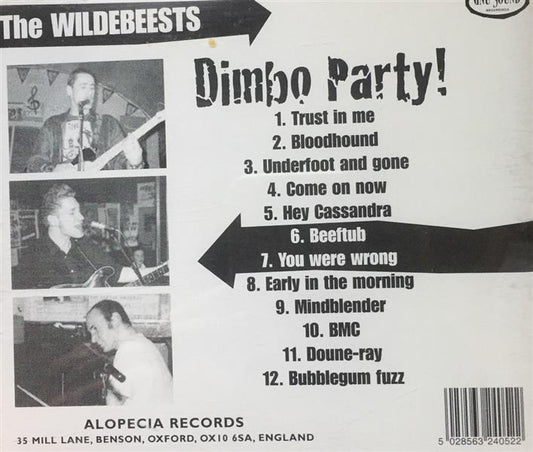 The WILDEBEESTS
GNU SOUND
Dimbo Party!
1. Trust in me
2. Bloodhound
3. Underfoot and gone
4. Come on now
5. Hey Cassandra
6. Beeftub
7. You were wrong
8. Early in the morning
9. Mindblender
10. BMC
11. Doune-ray
12. Bubblegum fuzz
ALOPECIA RECORDS
35 MILL LANE, BENSON, OXFORD, OX10 6SA, ENGLAND
5 028563 240522